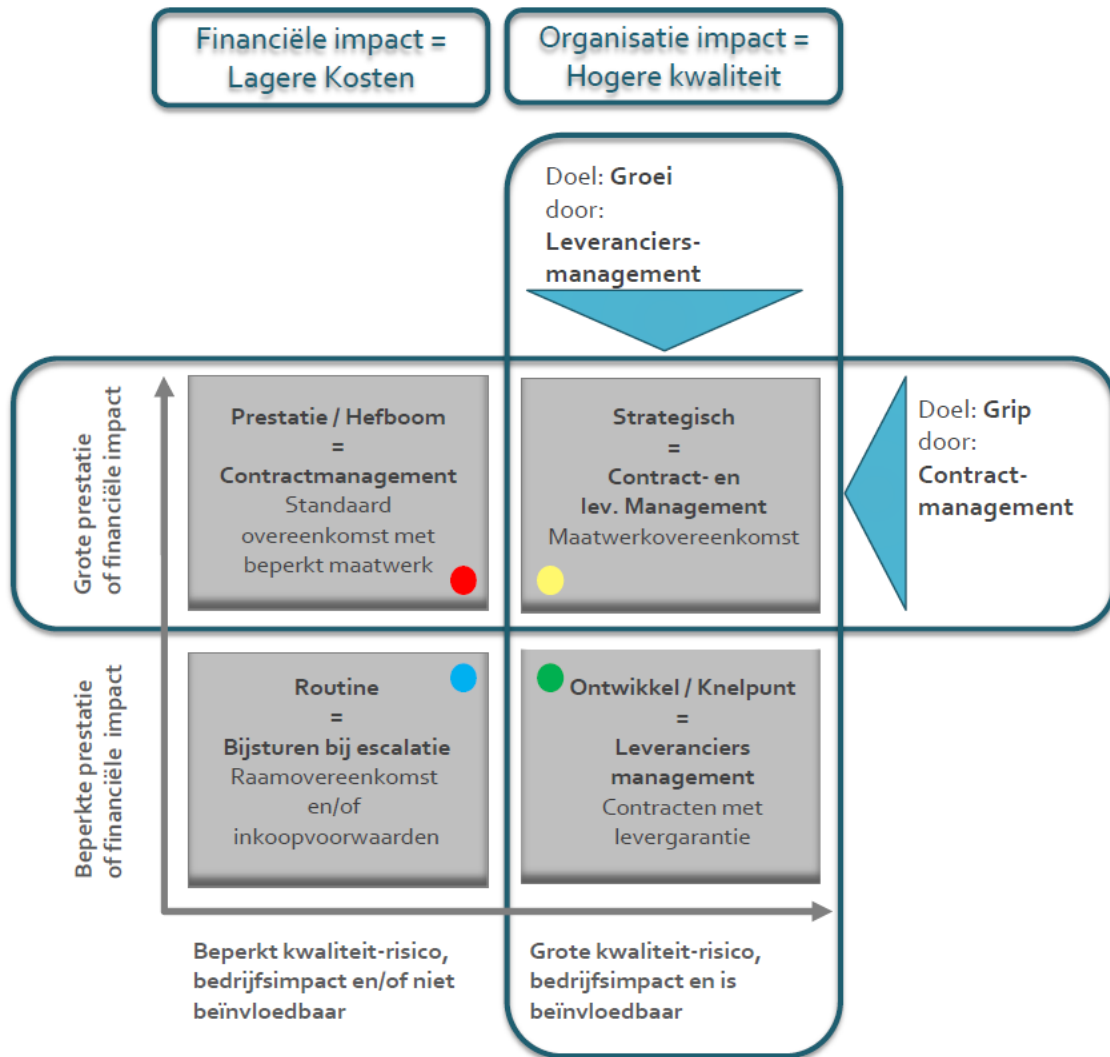 Financiële impact =
Lagere Kosten
Organisatie impact =
Hogere kwaliteit
Doel: Groei
door:
Leveranciers-
management
Grote prestatie
of financiële impact
Prestatie / Hefboom
=
Contractmanagement
Standaard
overeenkomst met
beperkt maatwerk
Strategisch
=
Contract- en
lev. Management
Maatwerkovereenkomst
Doel: Grip
door:
Contract-
management
Beperkte prestatie
of financiële impact
Routine
=
Bijsturen bij escalatie
Raamovereenkomst
en/of
inkoopvoorwaarden
Ontwikkel / Knelpunt
=
Leveranciers
management
Contracten met
levergarantie
Beperkt kwaliteit-risico,
bedrijfsimpact en/of niet
beïnvloedbaar
Grote kwaliteit-risico,
bedrijfsimpact en is
beïnvloedbaar